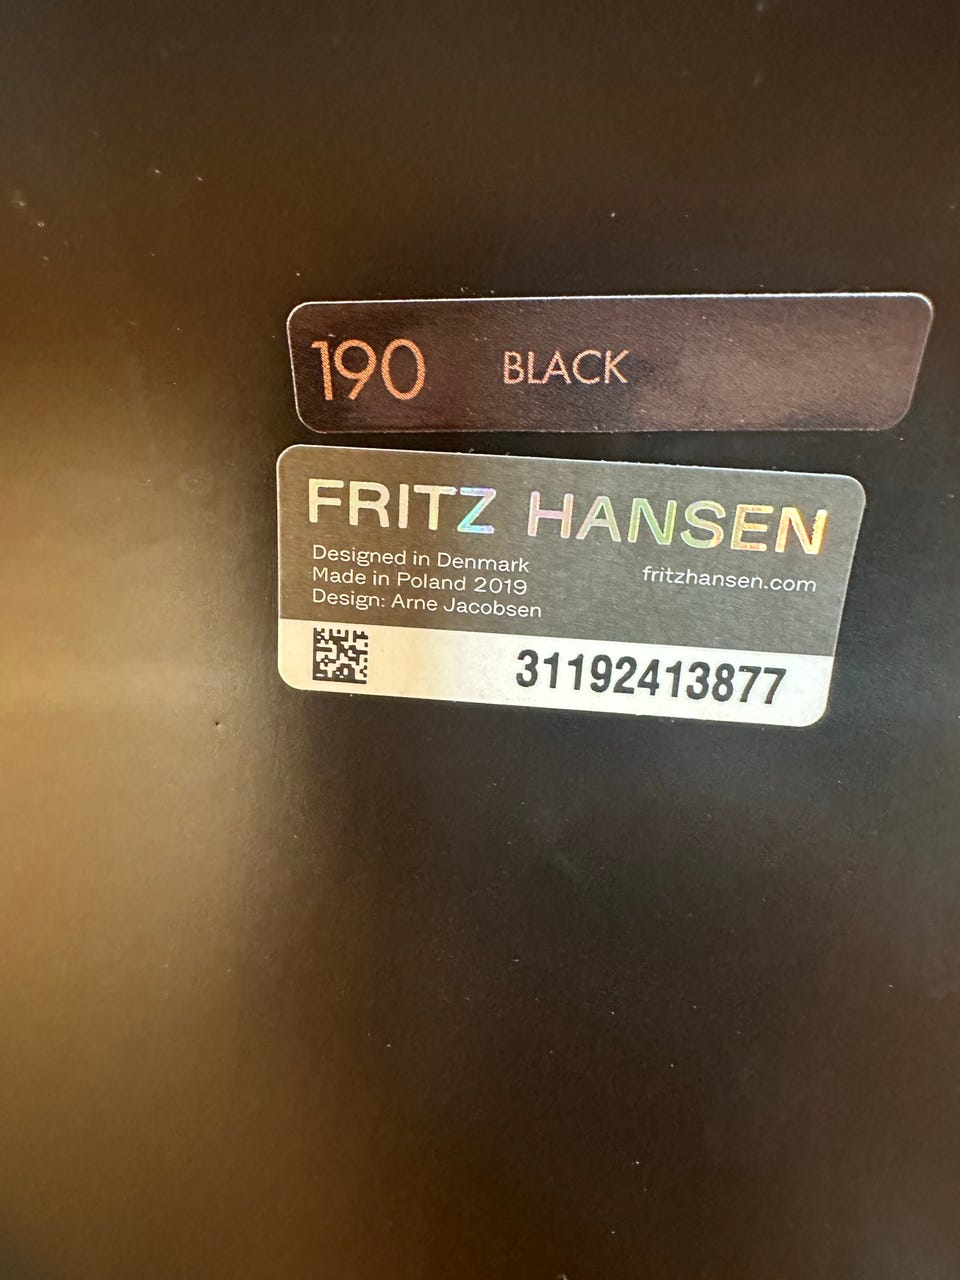 190 BLACK
FRITZ HANSEN
Designed in Denmark
Made in Poland 2019
Design: Arne Jacobsen
fritzhansen.com
31192413877